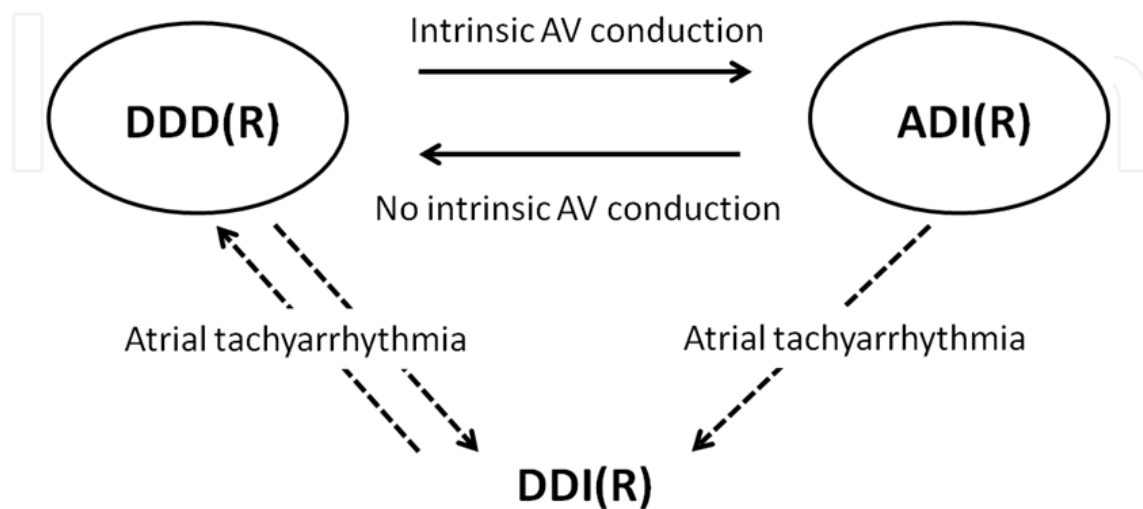 Intrinsic AV conduction
DDD(R)
ADI(R)
No intrinsic AV conduction
Atrial tachyarrhythmia
Atrial tachyarrhythmia
DDI(R)